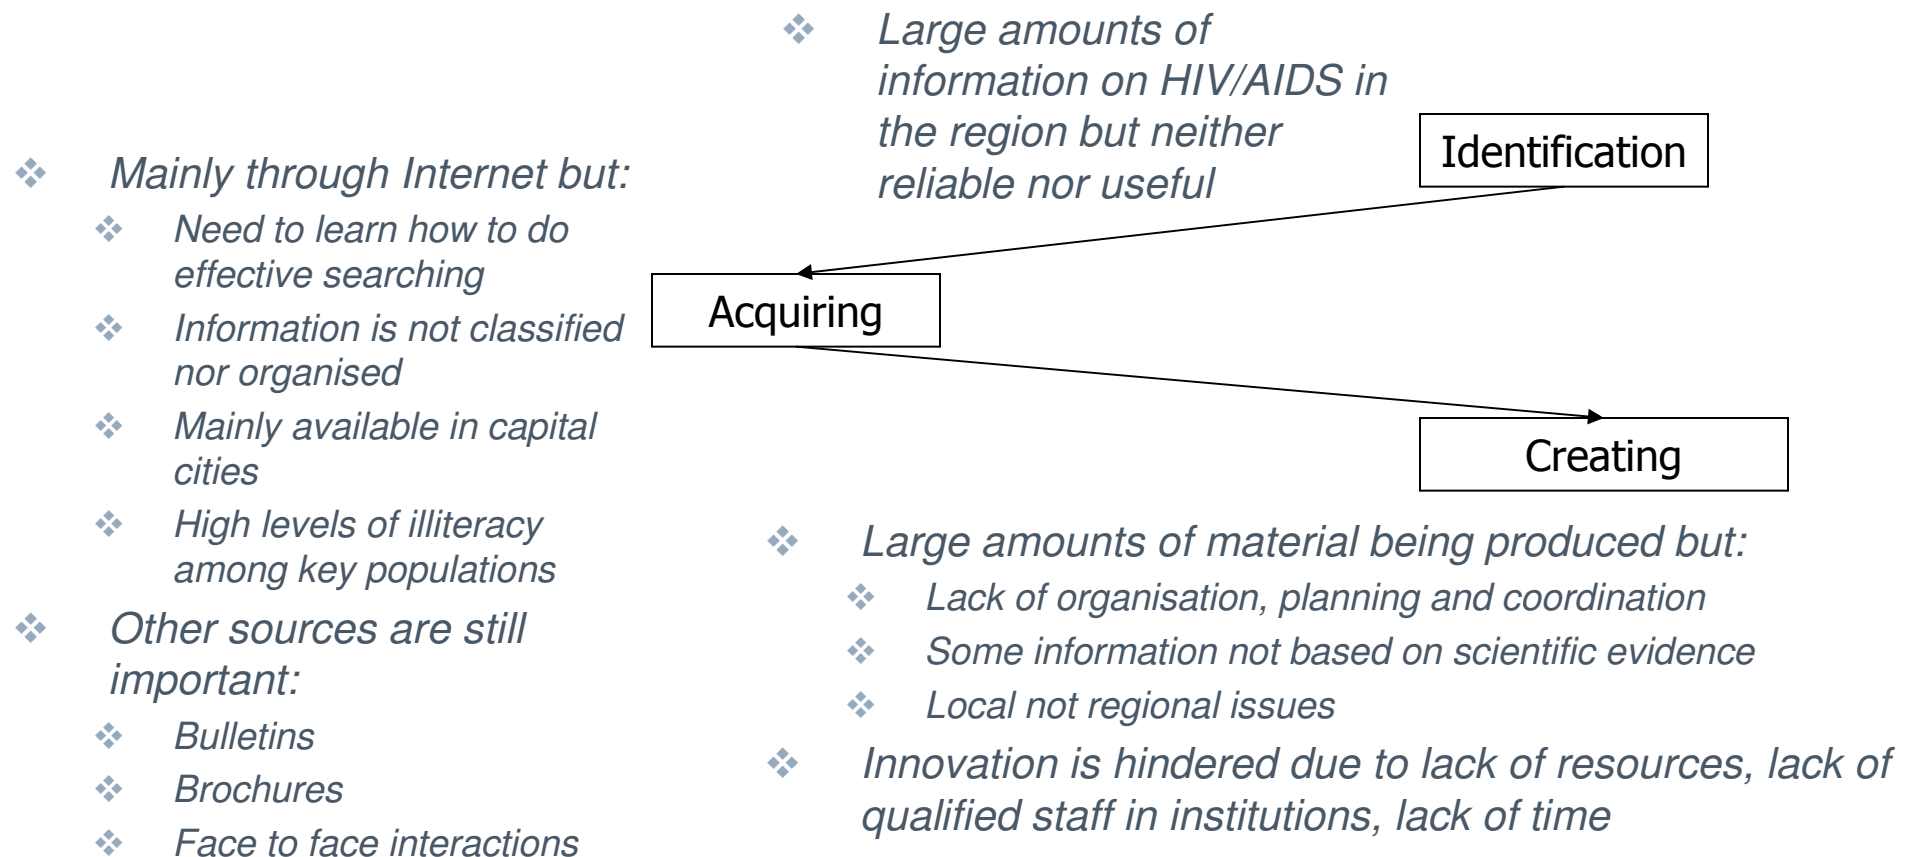 Large amounts of
information on HIV/AIDS in
the region but neither
reliable nor useful
Identification
Mainly through Internet but:
Need to learn how to do
effective searching
Information is not classified
nor organised
Mainly available in capital
cities
High levels of illiteracy
among key populations
Other sources are still
important:
Bulletins
Brochures
Face to face interactions
Acquiring
Creating
Large amounts of material being produced but:
Lack of organisation, planning and coordination
Some information not based on scientific evidence
Local not regional issues
Innovation is hindered due to lack of resources, lack of
qualified staff in institutions, lack of time